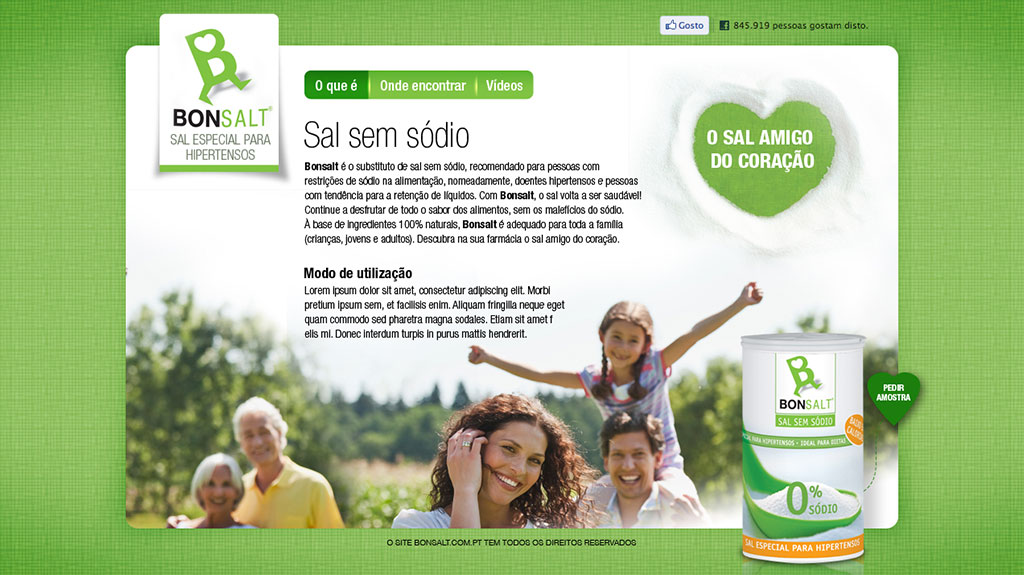 Gosto
845.919 pessoas gostam disto.
BONSALT®
SAL ESPECIAL PARA
HIPERTENSOS
O que é
Onde encontrar
Vídeos
Sal sem sódio
Bonsalt é o substituto de sal sem sódio, recomendado para pessoas com
restrições de sódio na alimentação, nomeadamente, doentes hipertensos e pessoas
com tendência para a retenção de líquidos. Com Bonsalt, o sal volta a ser saudável!
Continue a desfrutar de todo o sabor dos alimentos, sem os malefícios do sódio.
À base de ingredientes 100% naturais, Bonsalt é adequado para toda a família
(crianças, jovens e adultos). Descubra na sua farmácia o sal amigo do coração.
O SAL AMIGO
DO CORAÇÃO
Modo de utilização
Lorem ipsum dolor sit amet, consectetur adipiscing elit. Morbi
pretium ipsum sem, et facilisis enim. Aliquam fringilla neque eget
quam commodo sed pharetra magna sodales. Etiam sit amet f
elis mi. Donec interdum turpis in purus mattis hendrerit.
PEDIR
AMOSTRA
BONSALT
SAL SEM SÓDIO
PARA HIPERTENSOS • IDEAL PARA DIETAS
0%
SÓDIO
SAL ESPECIAL PARA HIPERTENSOS
O SITE BONSALT.COM.PT TEM TODOS OS DIREITOS RESERVADOS